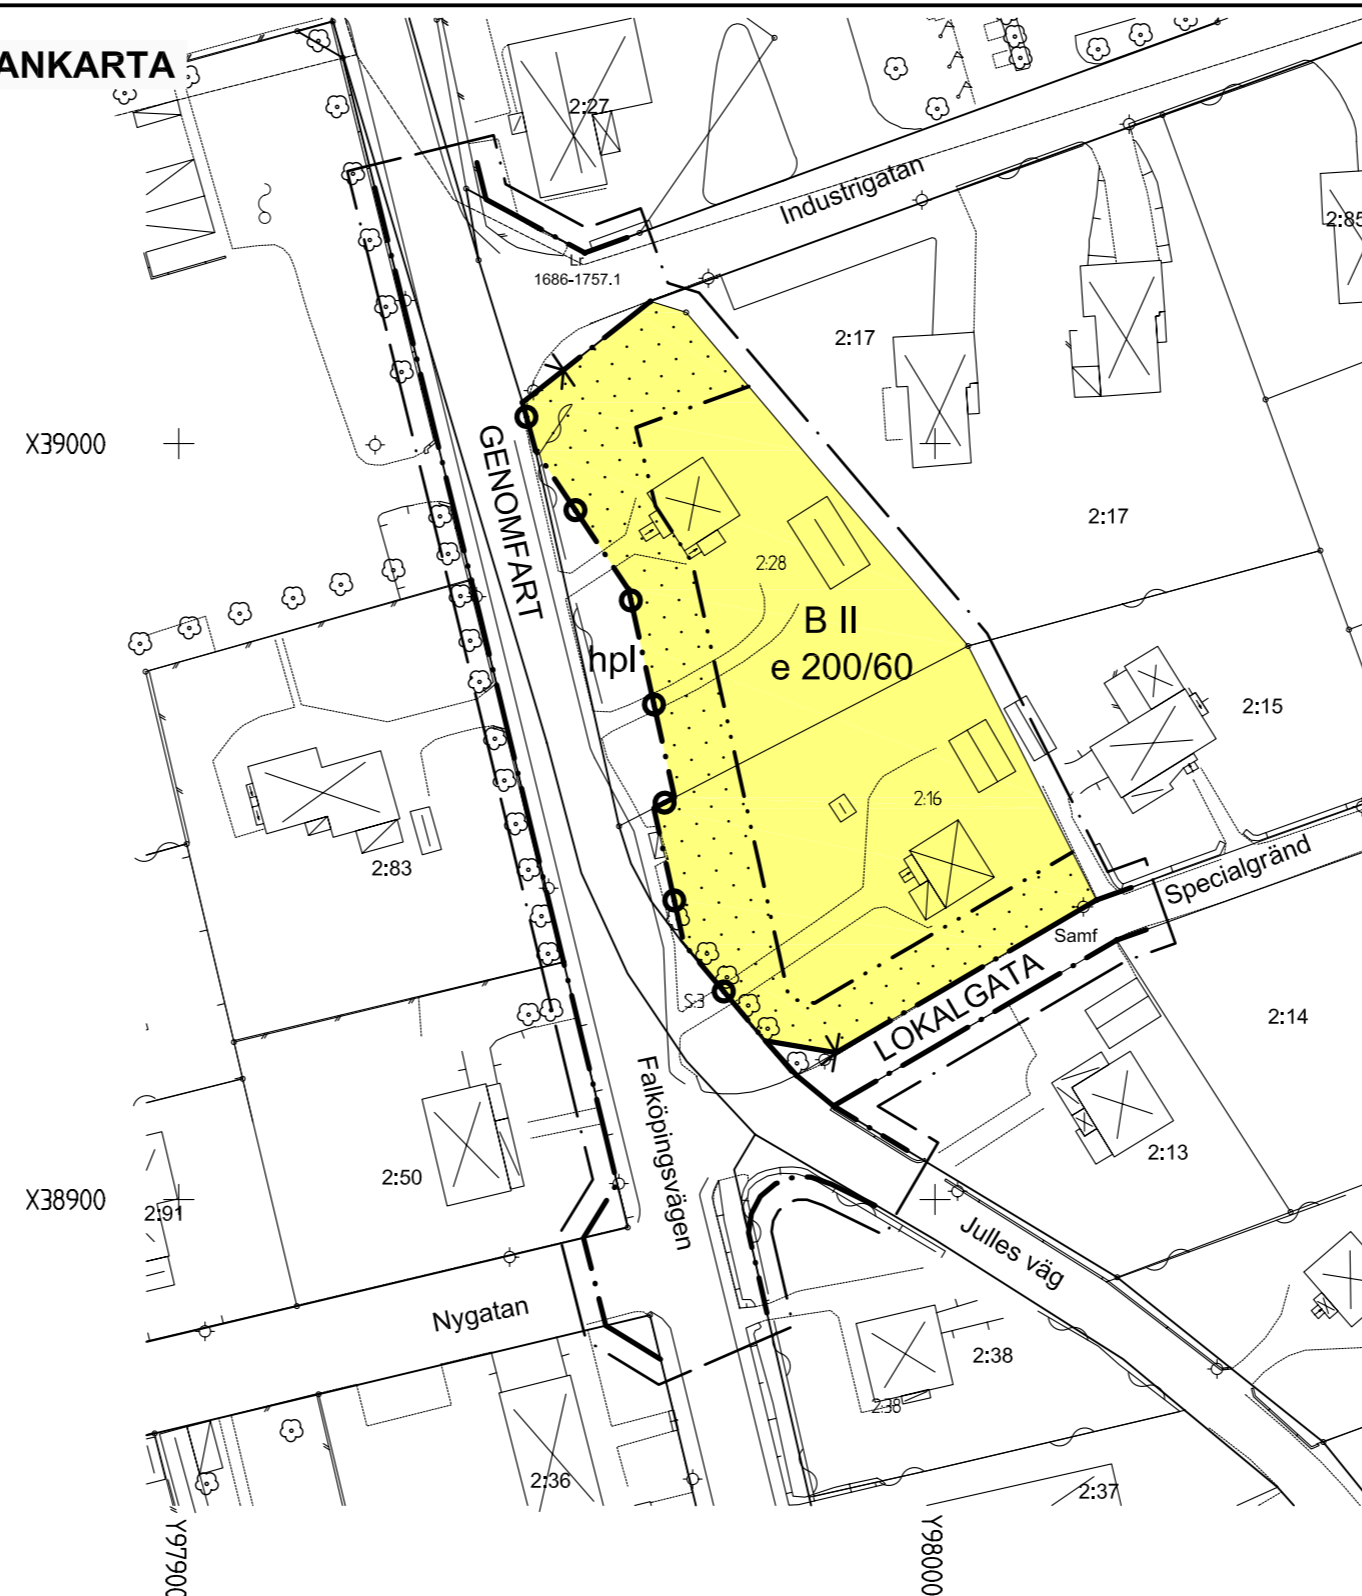 ANKARTA
2:27
Industrigatan
2:85
Lr
1686-1757.1
2:17
X39000
GENOMFART
2:17
2:28
B II
e 200/60
hpl
2:15
2:16
2:83
Specialgränd
Samf
LOKALGATA
S:3
2:14
Falköpingsvägen
2:13
2:50
X38900
2:91
Julles väg
Nygatan
2:38
2:38
2:36
2:37
Y97900
Y98000